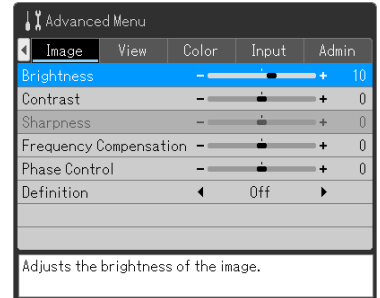 Advanced Menu
Image View Color Input Admin
Brightness - + 10
Contrast - + 0
Sharpness - + 0
Frequency Compensation - + 0
Phase Control - + 0
Definition Off
Adjusts the brightness of the image.